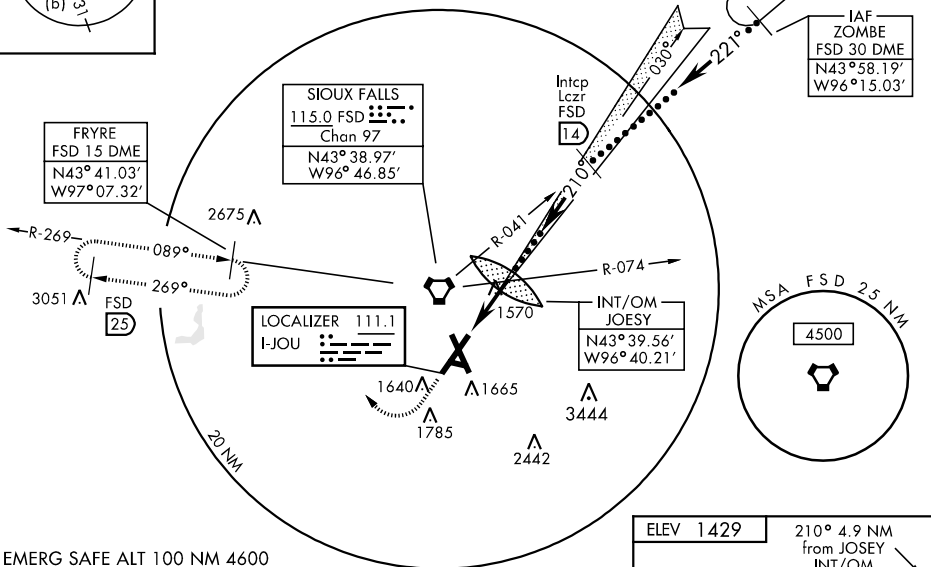 (b) 31
IAF
ZOMBE
FSD 30 DME
N43°58.19'
W96°15.03'
221°
030°
Intcp
Lczr
FSD
14
210°
SIOUX FALLS
115.0 FSD
Chan 97
N43° 38.97'
W96° 46.85'
FRYRE
FSD 15 DME
N43° 41.03'
W97° 07.32'
2675
R-269
089°
269°
3051
FSD
25
R-041
R-074
1570
INT/OM
JOESY
N43° 39.56'
W96° 40.21'
LOCALIZER 111.1
I-JOU
1640
1665
1785
3444
2442
20 NM
MSA FSD 25 NM
4500
EMERG SAFE ALT 100 NM 4600
ELEV 1429
210° 4.9 NM
from JOSEY
INT/OM